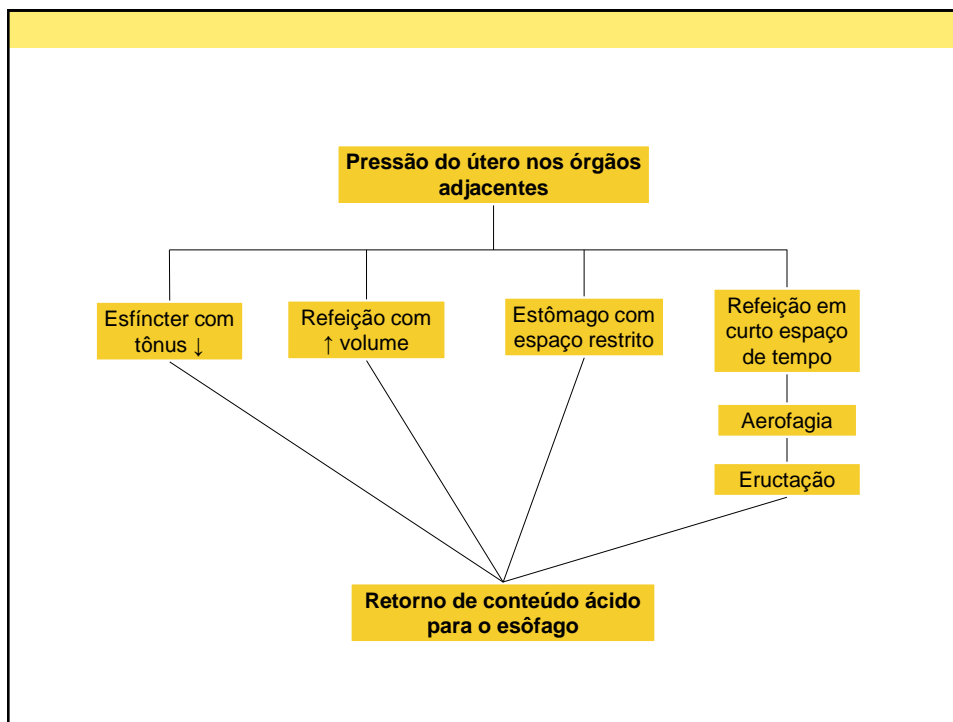 Pressão do útero nos órgãos
adjacentes
Esfíncter com
tônus ↓
Refeição com
↑ volume
Estômago com
espaço restrito
Refeição em
curto espaço
de tempo
Aerofagia
Eructação
Retorno de conteúdo ácido
para o esôfago